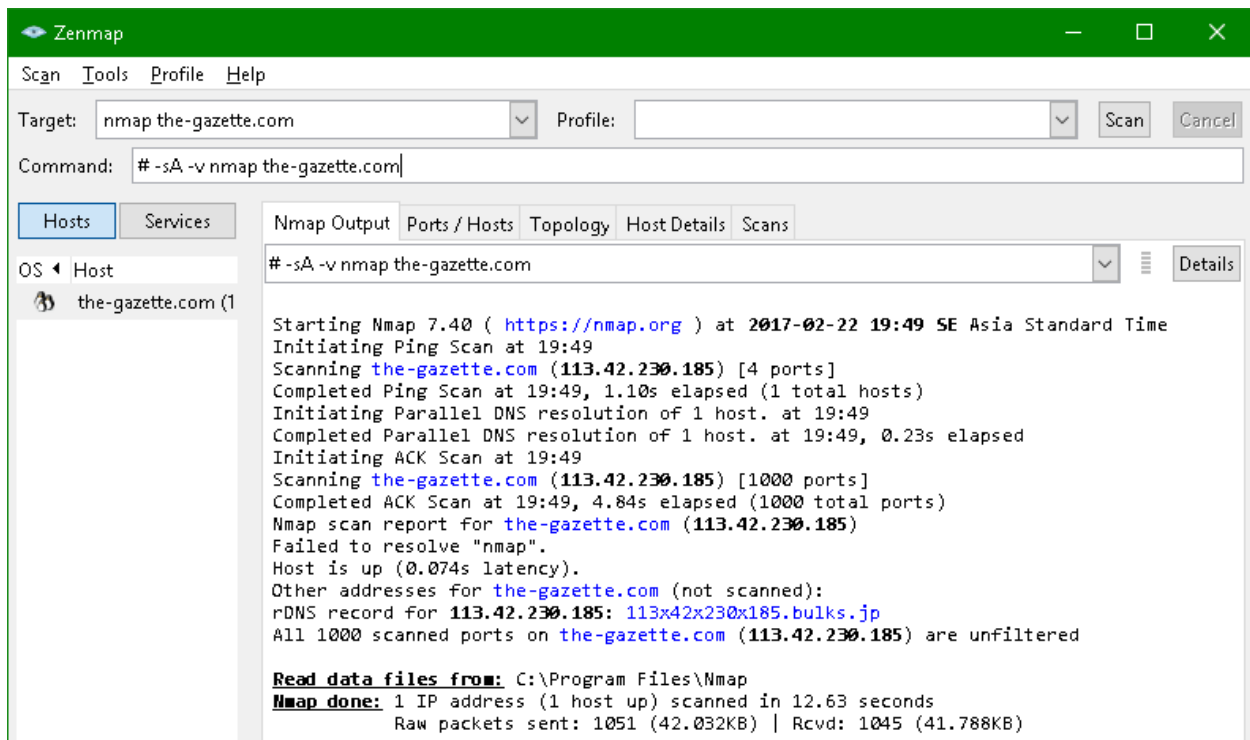 Zenmap
Scan Tools Profile Help
Target: nmap the-gazette.com Profile: Scan Cancel
Command: # -sA -v nmap the-gazette.com
Hosts Services Nmap Output Ports / Hosts Topology Host Details Scans
# -sA -v nmap the-gazette.com Details
OS Host
the-gazette.com (1
Starting Nmap 7.40 ( https://nmap.org ) at 2017-02-22 19:49 SE Asia Standard Time
Initiating Ping Scan at 19:49
Scanning the-gazette.com (113.42.230.185) [4 ports]
Completed Ping Scan at 19:49, 1.10s elapsed (1 total hosts)
Initiating Parallel DNS resolution of 1 host. at 19:49
Completed Parallel DNS resolution of 1 host. at 19:49, 0.23s elapsed
Initiating ACK Scan at 19:49
Scanning the-gazette.com (113.42.230.185) [1000 ports]
Completed ACK Scan at 19:49, 4.84s elapsed (1000 total ports)
Nmap scan report for the-gazette.com (113.42.230.185)
Failed to resolve "nmap".
Host is up (0.074s latency).
Other addresses for the-gazette.com (not scanned):
rDNS record for 113.42.230.185: 113x42x230x185.bulks.jp
All 1000 scanned ports on the-gazette.com (113.42.230.185) are unfiltered
Read data files from: C:\Program Files\Nmap
Nmap done: 1 IP address (1 host up) scanned in 12.63 seconds
Raw packets sent: 1051 (42.032KB) | Rcvd: 1045 (41.788KB)